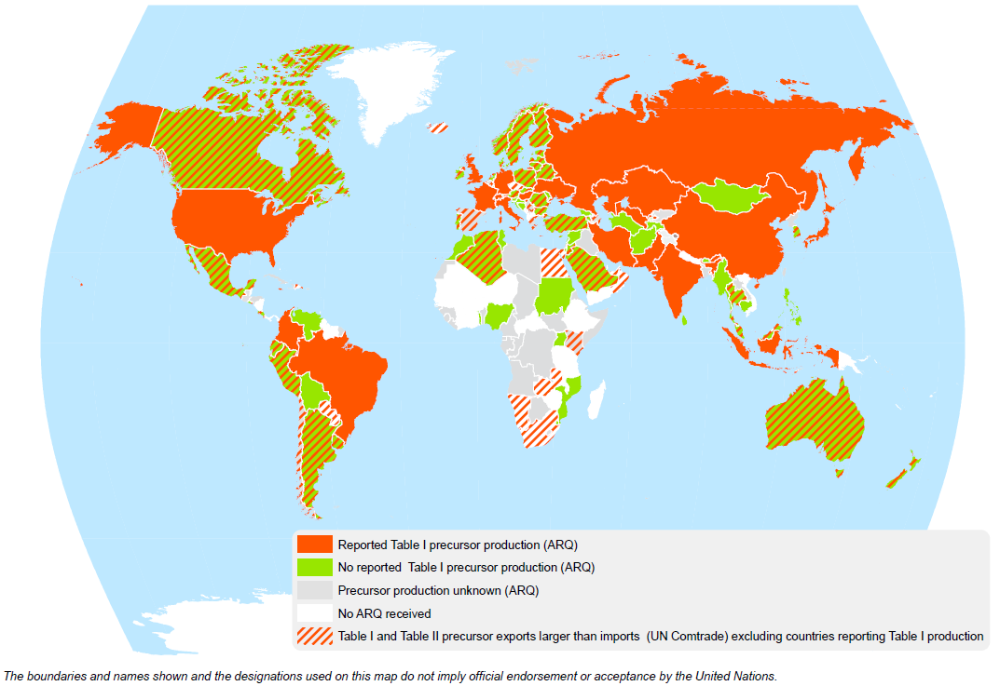 Reported Table I precursor production (ARQ)
No reported Table I precursor production (ARQ)
Precursor production unknown (ARQ)
No ARQ received
Table I and Table II precursor exports larger than imports (UN Comtrade) excluding countries reporting Table I production
The boundaries and names shown and the designations used on this map do not imply official endorsement or acceptance by the United Nations.